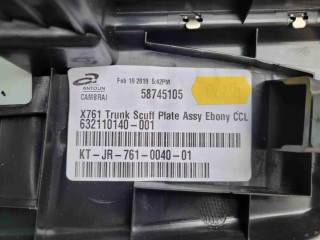 ANTOLIN
CAMBRAI
Feb 16 2018, 5:42PM
58745105
X761 Trunk Scuff Plate Assy Ebony CCL
632110140-001
KT-JR-761-0040-01